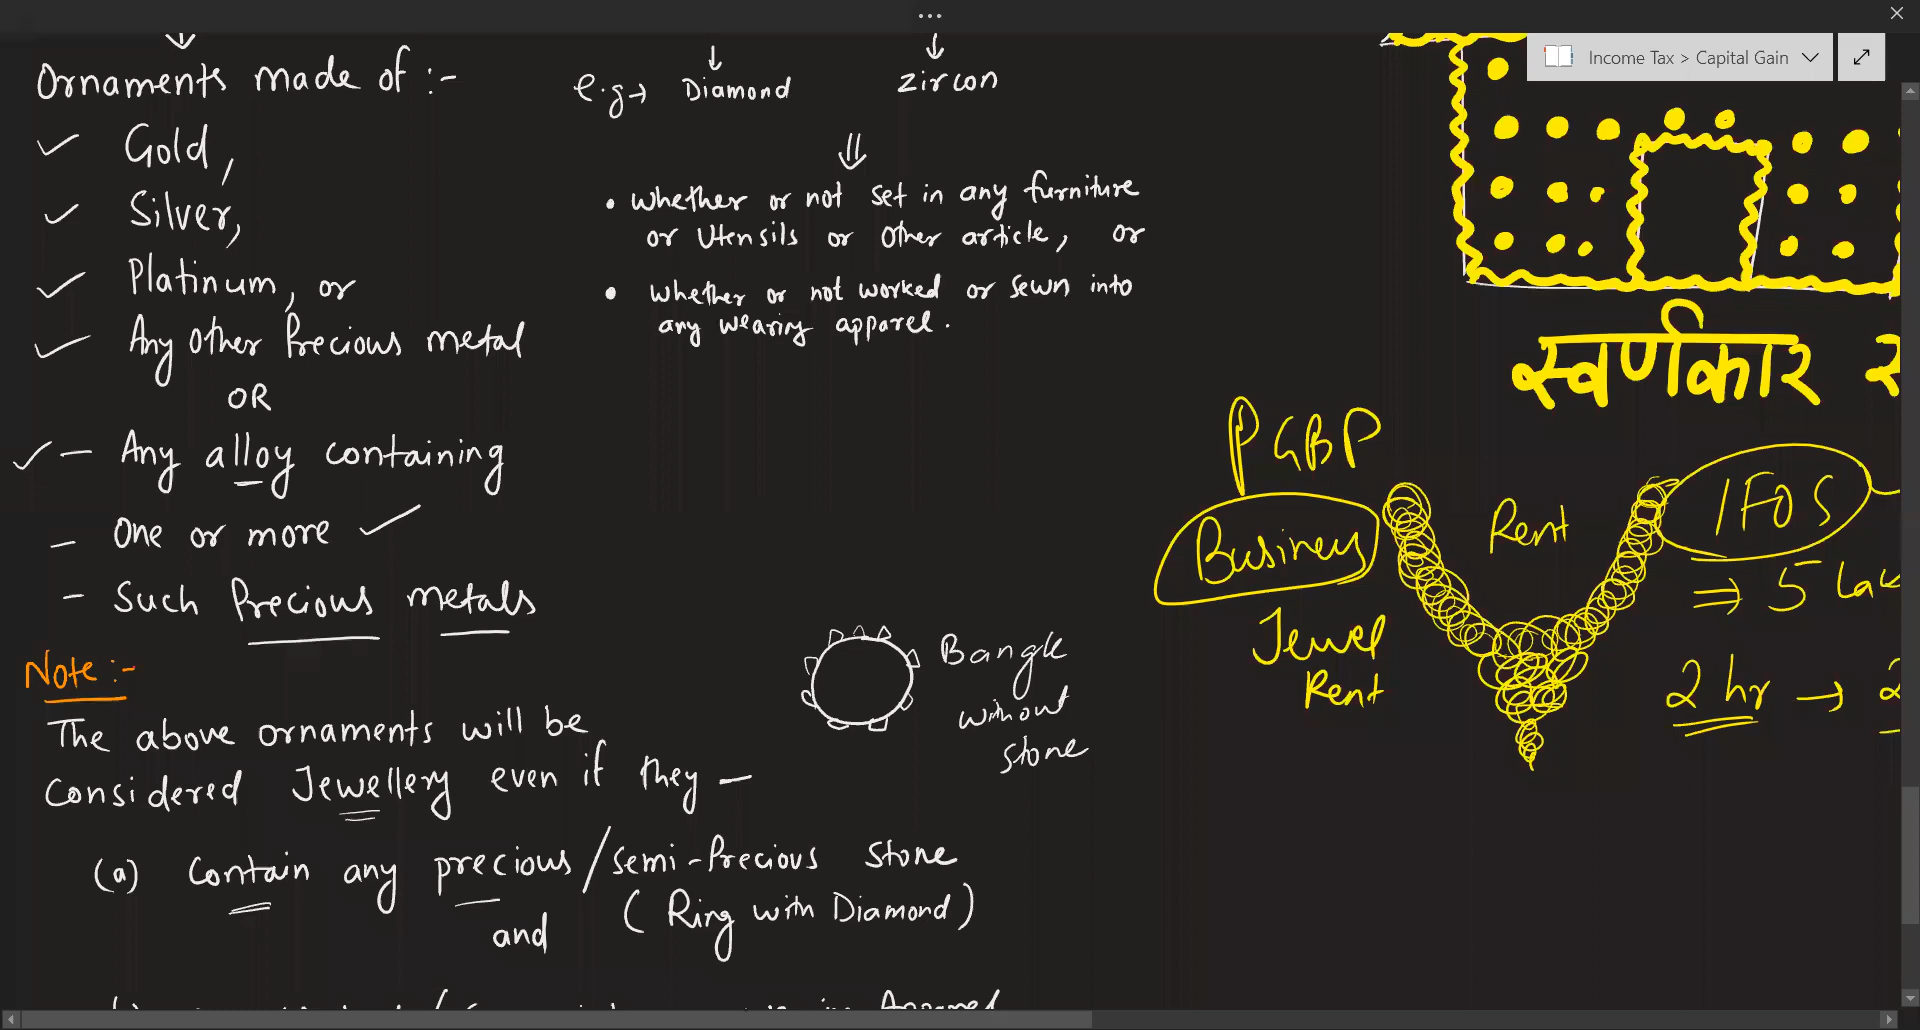 Income Tax > Capital Gain
Ornaments made of :-
Gold,
Silver,
Platinum, or
Any Other Precious metal
OR
- Any alloy containing
- One or more
- Such Precious metals
Note :-
The above ornaments will be
considered Jewellery even if they -
(a) Contain any precious/semi-Precious stone
and (Ring with Diamond)
e.g → Diamond
Zircon
• Whether or not set in any furniture
or Utensils or other article, or
• Whether or not worked or sewn into
any wearing apparel.
Bangle
without
stone
स्वर्णकार
PGBP
Business
Jewel
Rent
Rent
IFOS
⇒ 5
2 hr →